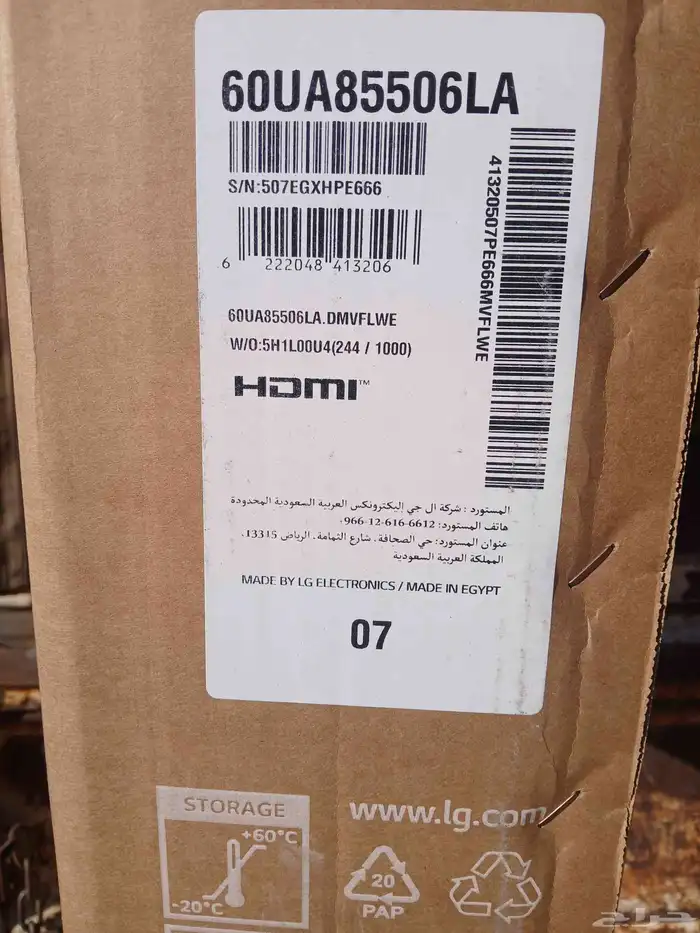 60UA85506LA
S/N:507EGXHPE666
6 222048 413206
41320507PE666MVFLWE
60UA85506LA.DMVFLWE
W/O:5H1L00U4(244 / 1000)
HDMI™
المستورد : شركة ال جي إليكترونكس العربية السعودية المحدودة
هاتف المستورد: 6612-616-12-966+
عنوان المستورد: حي الصحافة، شارع الثمامة، الرياض 13315،
المملكة العربية السعودية
MADE BY LG ELECTRONICS / MADE IN EGYPT
07
STORAGE
+60°C
-20°C
www.lg.com
20
PAP
حراج